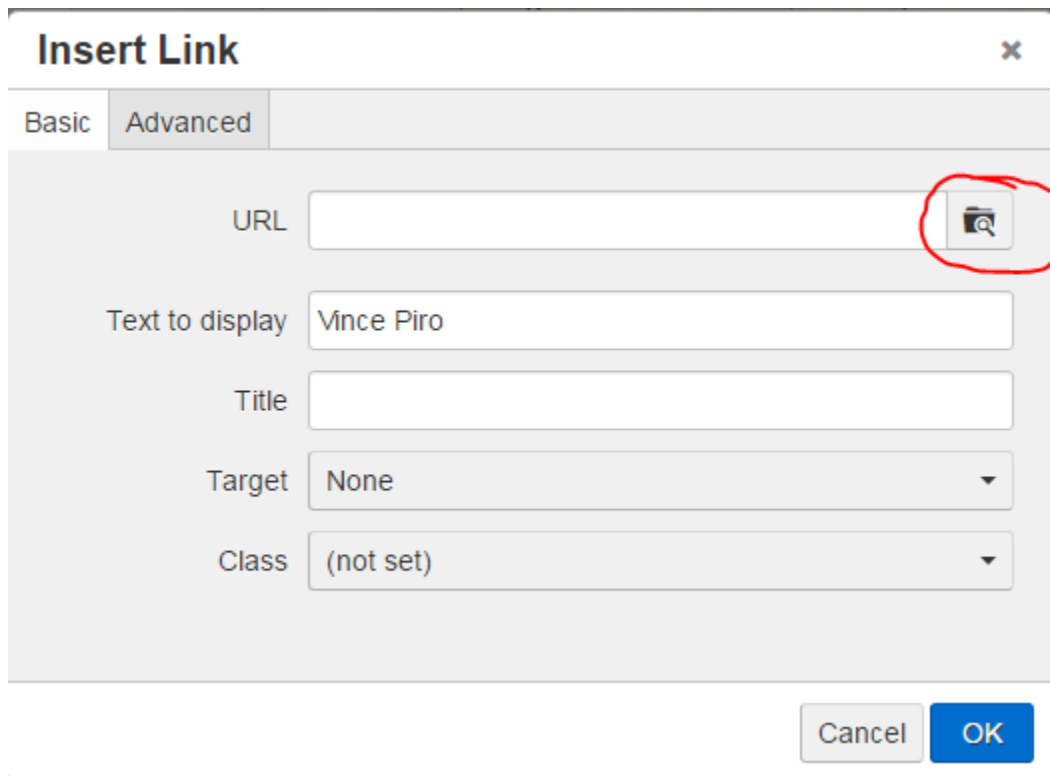 Insert Link
Basic Advanced
URL
Text to display Vince Piro
Title
Target None
Class (not set)
Cancel OK